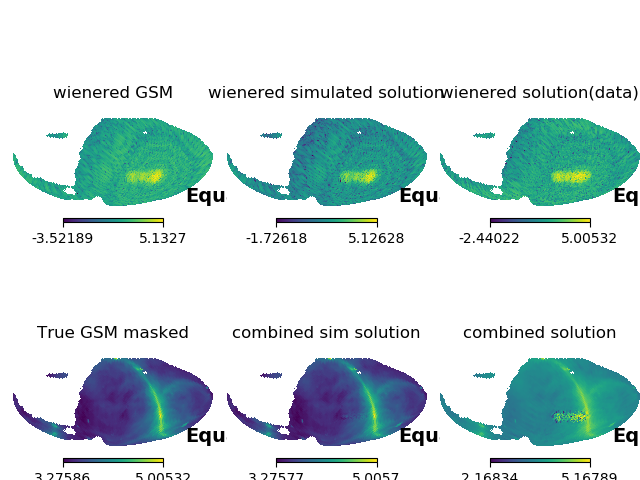 wienered GSM wienered simulated solution wienered solution(data)
Equ Equ Eq
-3.52189 5.1327 -1.72618 5.12628 -2.44022 5.00532
True GSM masked combined sim solution combined solution
Equ Equ Eq
3.27586 5.00532 3.27577 5.0057 2.16834 5.16789